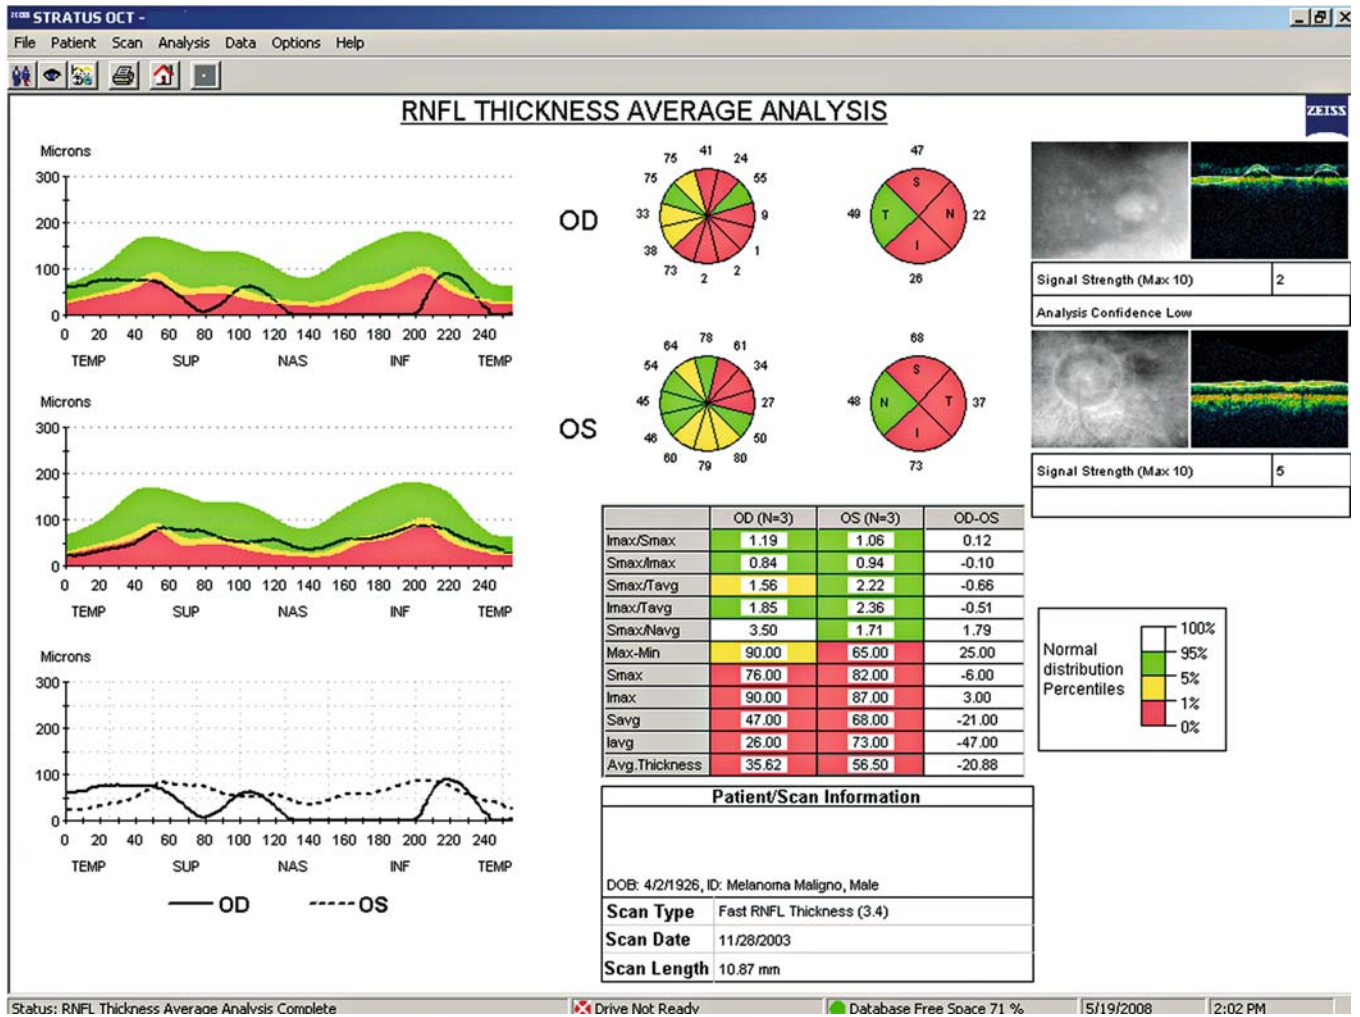 ZEISS STRATUS OCT -
File Patient Scan Analysis Data Options Help
RNFL THICKNESS AVERAGE ANALYSIS
ZEISS
Microns
300
200
100
0
0 20 40 60 80 100 120 140 160 180 200 220 240
TEMP SUP NAS INF TEMP
OD
41
24
55
9
1
2
2
73
38
33
75
75
47
S
49 T N 22
I
26
Signal Strength (Max 10) 2
Analysis Confidence Low
Microns
300
200
100
0
0 20 40 60 80 100 120 140 160 180 200 220 240
TEMP SUP NAS INF TEMP
OS
78
61
34
27
50
80
79
60
46
45
54
64
68
S
48 N T 37
I
73
Signal Strength (Max 10) 5
OD (N=3) OS (N=3) OD-OS
Imax/Smax 1.19 1.06 0.12
Smax/Imax 0.84 0.94 -0.10
Smax/Tavg 1.56 2.22 -0.66
Imax/Tavg 1.85 2.36 -0.51
Smax/Navg 3.50 1.71 1.79
Max-Min 90.00 65.00 25.00
Smax 76.00 82.00 -6.00
Imax 90.00 87.00 3.00
Savg 47.00 68.00 -21.00
Iavg 26.00 73.00 -47.00
Avg.Thickness 35.62 56.50 -20.88
Normal
distribution
Percentiles
100%
95%
5%
1%
0%
Microns
300
200
100
0
0 20 40 60 80 100 120 140 160 180 200 220 240
TEMP SUP NAS INF TEMP
OD OS
Patient/Scan Information
DOB: 4/2/1926, ID: Melanoma Maligno, Male
Scan Type Fast RNFL Thickness (3.4)
Scan Date 11/28/2003
Scan Length 10.87 mm
Status: RNFL Thickness Average Analysis Complete
Drive Not Ready
Database Free Space 71 %
5/19/2008
2:02 PM